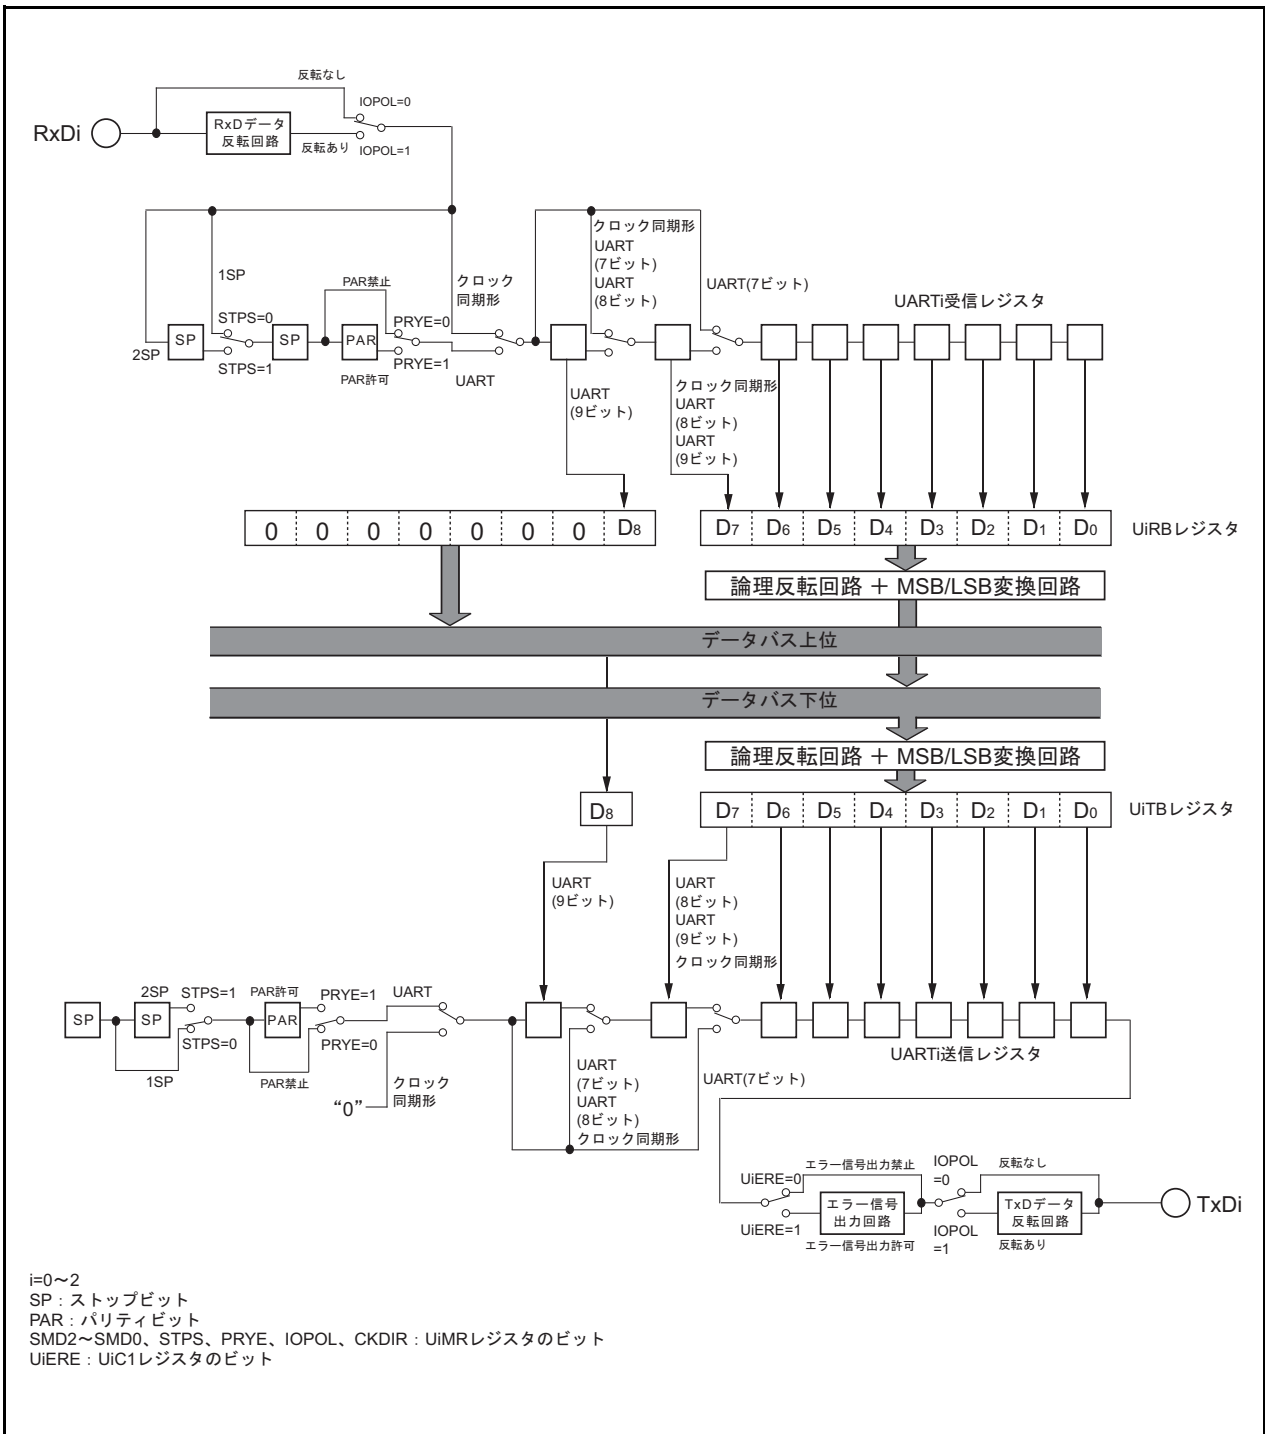 反転なし
IOPOL=0
RxDi
RxDデータ
反転回路
反転あり
IOPOL=1
クロック同期形
UART
(7ビット)
UART
(8ビット)
1SP
PAR禁止
クロック
同期形
UART(7ビット)
UARTi受信レジスタ
STPS=0
PRYE=0
SP
SP
PAR
2SP
STPS=1
PRYE=1
PAR許可
UART
UART
(9ビット)
クロック同期形
UART
(8ビット)
UART
(9ビット)
0 0 0 0 0 0 0 D8
D7 D6 D5 D4 D3 D2 D1 D0
UiRBレジスタ
論理反転回路 + MSB/LSB変換回路
データバス上位
データバス下位
論理反転回路 + MSB/LSB変換回路
D8
D7 D6 D5 D4 D3 D2 D1 D0
UiTBレジスタ
UART
(9ビット)
UART
(8ビット)
UART
(9ビット)
クロック同期形
2SP
STPS=1
PAR許可
PRYE=1
UART
SP
SP
PAR
STPS=0
PRYE=0
1SP
PAR禁止
クロック
同期形
“0”
UART
(7ビット)
UART
(8ビット)
クロック同期形
UART(7ビット)
UARTi送信レジスタ
UiERE=0
エラー信号出力禁止
IOPOL
=0
反転なし
エラー信号
出力回路
TxDデータ
反転回路
TxDi
UiERE=1
エラー信号出力許可
IOPOL
=1
反転あり
i=0～2
SP：ストップビット
PAR：パリティビット
SMD2～SMD0、STPS、PRYE、IOPOL、CKDIR：UiMRレジスタのビット
UiERE：UiC1レジスタのビット